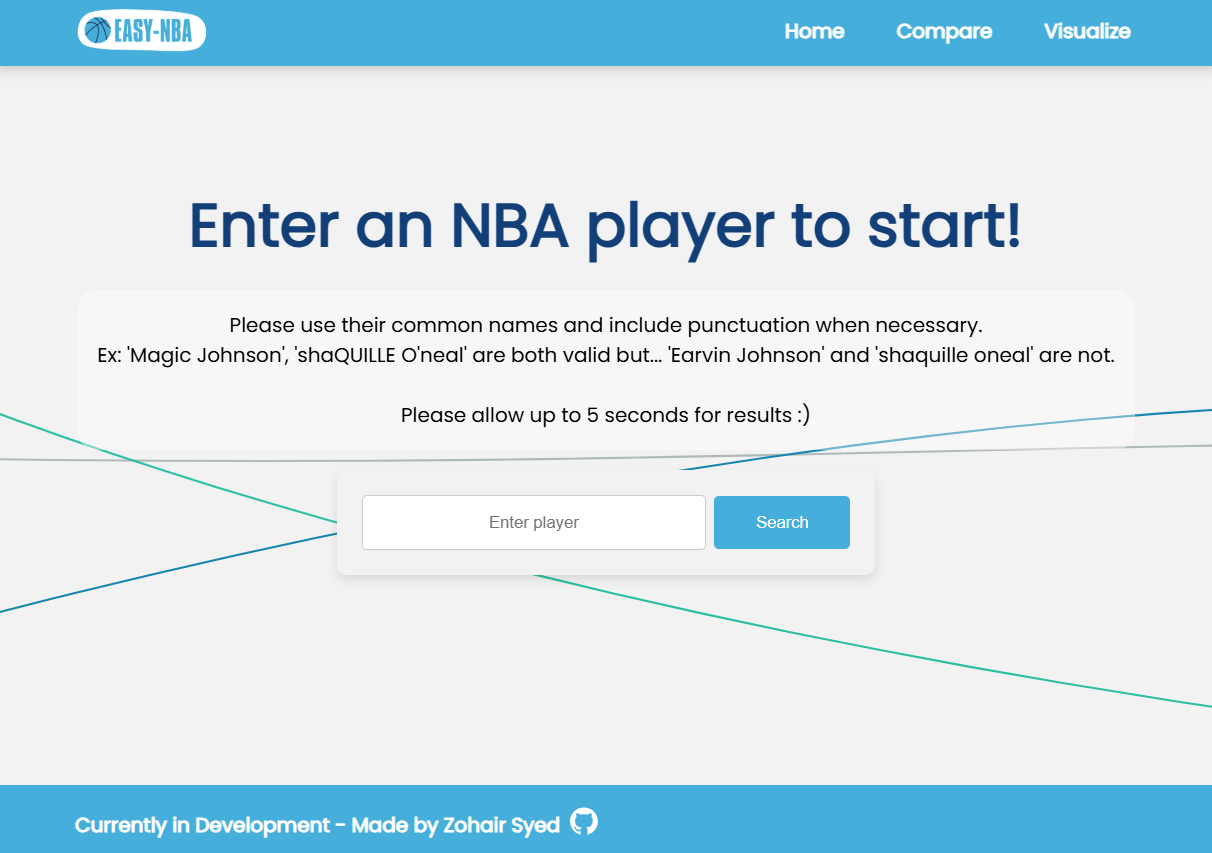 EASY-NBA
Home Compare Visualize
Enter an NBA player to start!
Please use their common names and include punctuation when necessary.
Ex: 'Magic Johnson', 'shaQUILLE O'neal' are both valid but... 'Earvin Johnson' and 'shaquille oneal' are not.
Please allow up to 5 seconds for results :)
Enter player Search
Currently in Development - Made by Zohair Syed